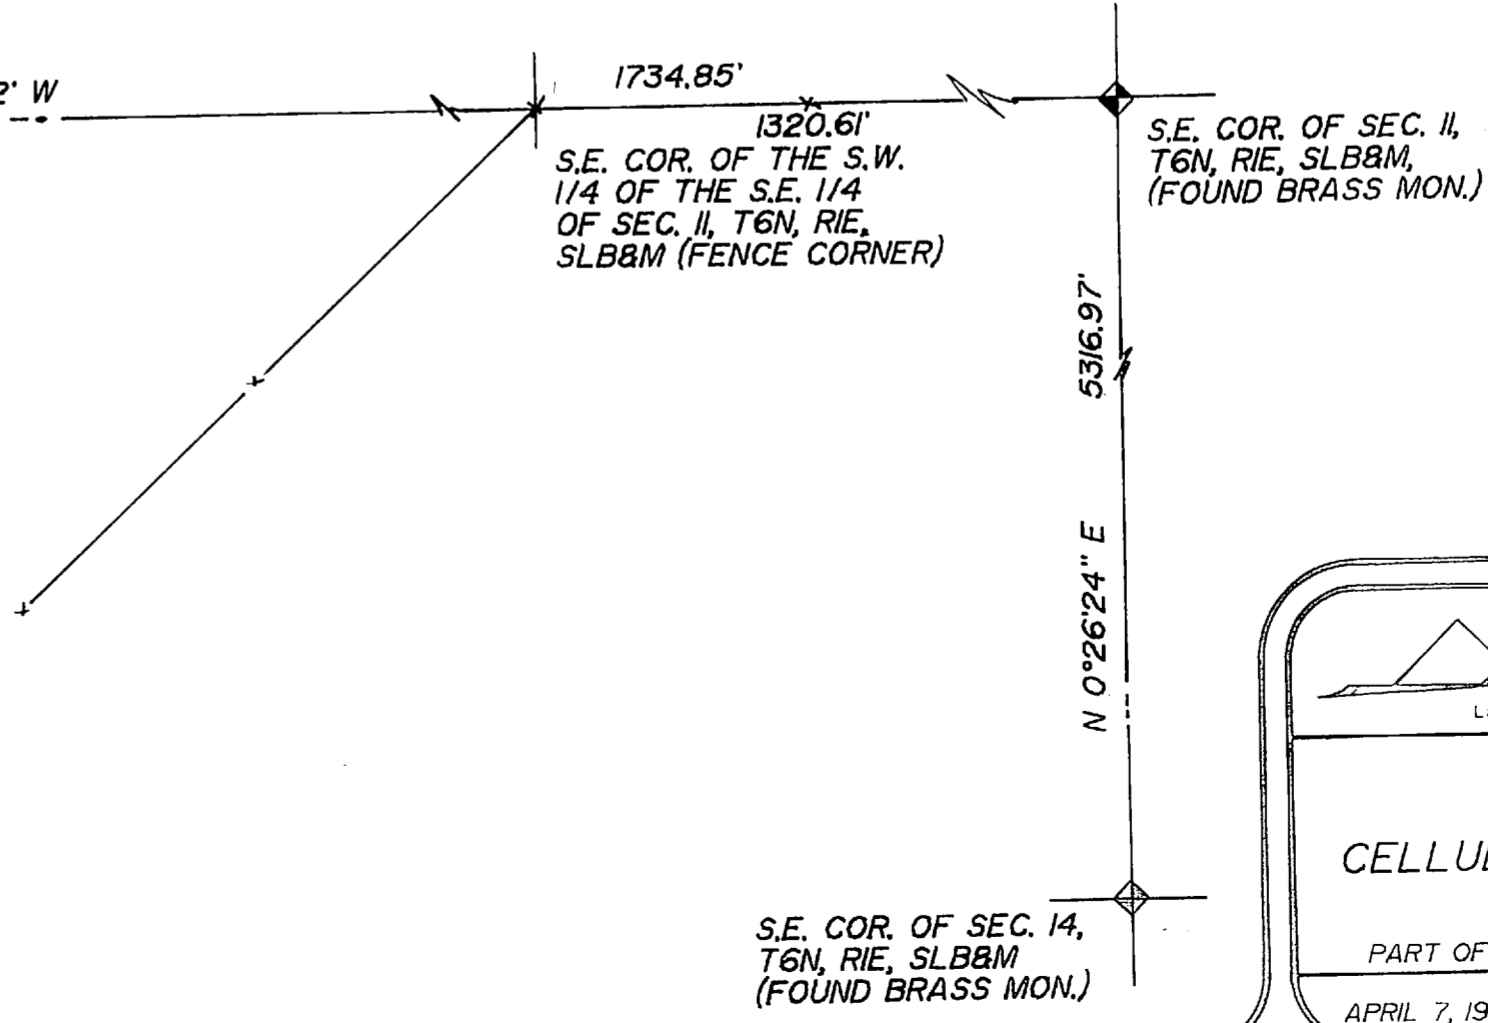 W
1734.85'
1320.61'
S.E. COR. OF THE S.W.
1/4 OF THE S.E. 1/4
OF SEC. 11, T6N, R1E,
SLB&M (FENCE CORNER)
S.E. COR. OF SEC. 11,
T6N, R1E, SLB&M,
(FOUND BRASS MON.)
5316.97'
N 0°26'24" E
S.E. COR. OF SEC. 14,
T6N, R1E, SLB&M
(FOUND BRASS MON.)
PART OF
APRIL 7, 19